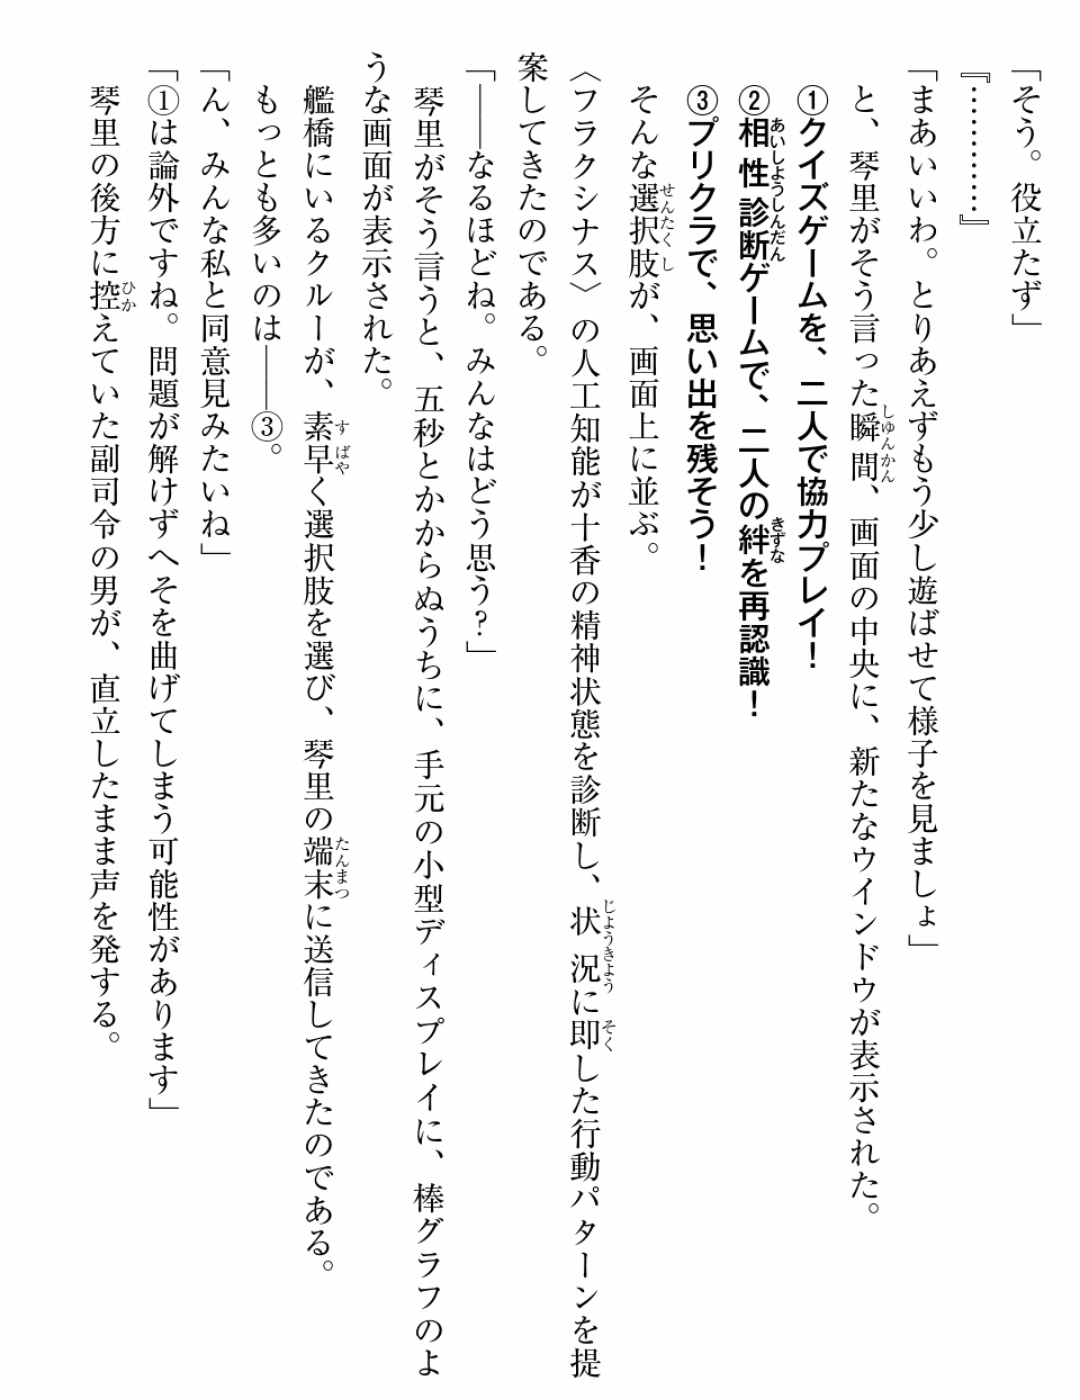 「そう。役立たず」
『…………』
「まあいいわ。とりあえずもう少し遊ばせて様子を見ましょ」
と、琴里がそう言った瞬間、画面の中央に、新たなウインドウが表示された。
①クイズゲームを、二人で協力プレイ！
②相性診断ゲームで、二人の絆を再認識！
③プリクラで、思い出を残そう！
そんな選択肢が、画面上に並ぶ。
〈フラクシナス〉の人工知能が十香の精神状態を診断し、状況に即した行動パターンを提
案してきたのである。
「――なるほどね。みんなはどう思う？」
琴里がそう言うと、五秒とかからぬうちに、手元の小型ディスプレイに、棒グラフのよ
うな画面が表示された。
艦橋にいるクルーが、素早く選択肢を選び、琴里の端末に送信してきたのである。
もっとも多いのは――③。
「ん、みんな私と同意見みたいね」
「①は論外ですね。問題が解けずへそを曲げてしまう可能性があります」
琴里の後方に控えていた副司令の男が、直立したまま声を発する。